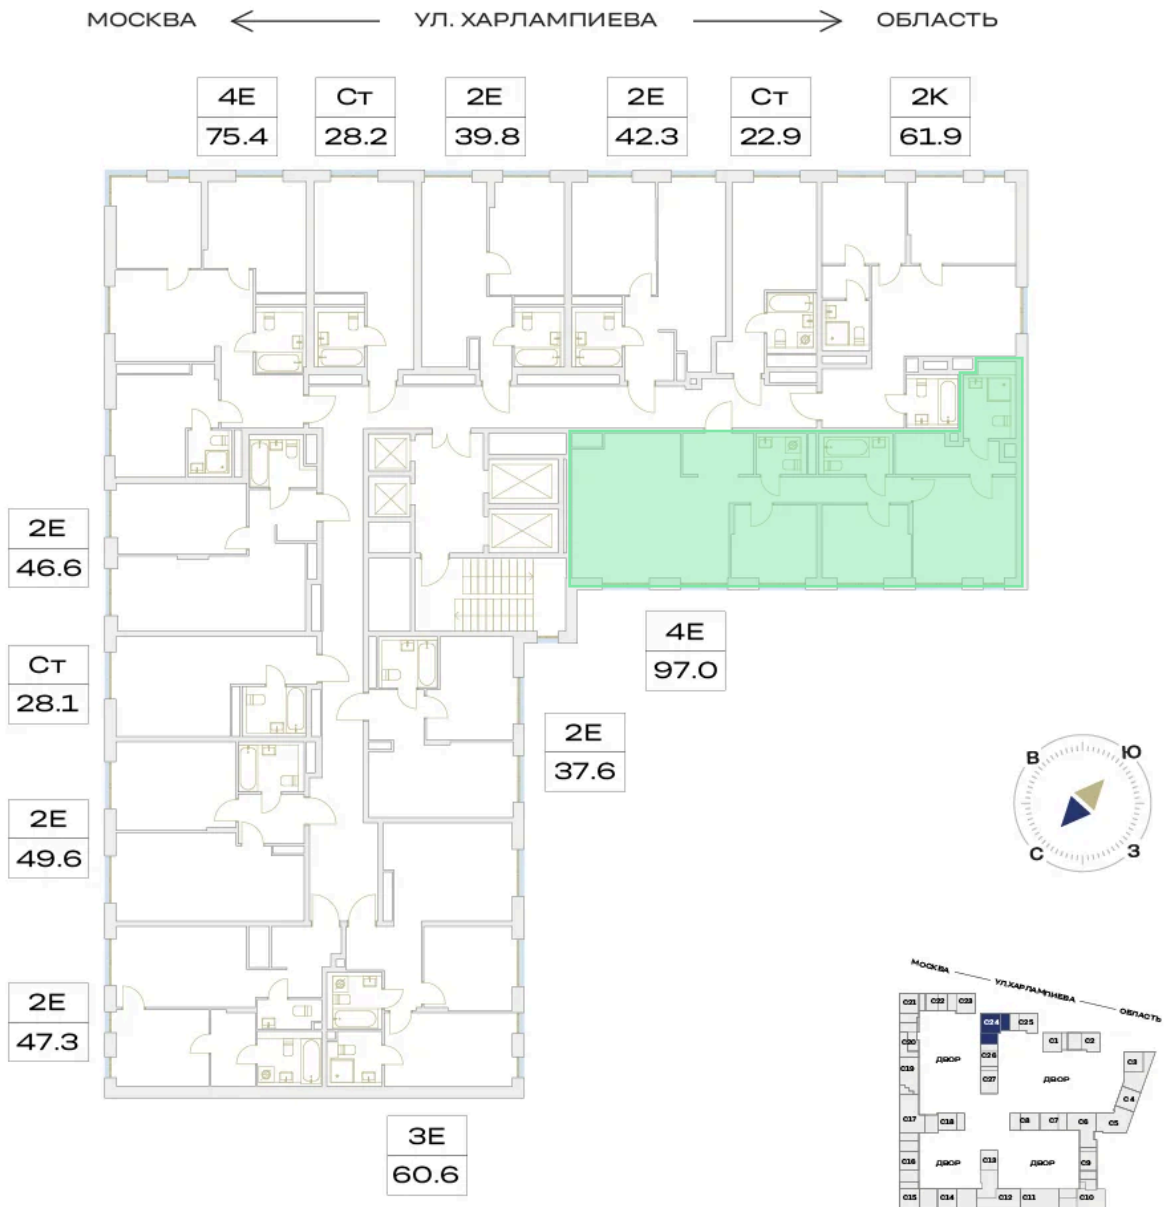 МОСКВА УЛ. ХАРЛАМПИЕВА ОБЛАСТЬ
4Е Ст 2Е 2Е Ст 2К
75.4 28.2 39.8 42.3 22.9 61.9
2Е
46.6
4Е
97.0
Ст
28.1
2Е
37.6
2Е
49.6
2Е
47.3
3Е
60.6
В Ю
С З
МОСКВА УЛ.ХАРЛАМПИЕВА ОБЛАСТЬ
С21 С22 С23
С24 С25
С20 С1 С2
ДВОР С26 С3
С19 С27 ДВОР
С4
С17 С18 С8 С7 С6 С5
С16 ДВОР С13 ДВОР С9
С15 С14 С12 С11 С10